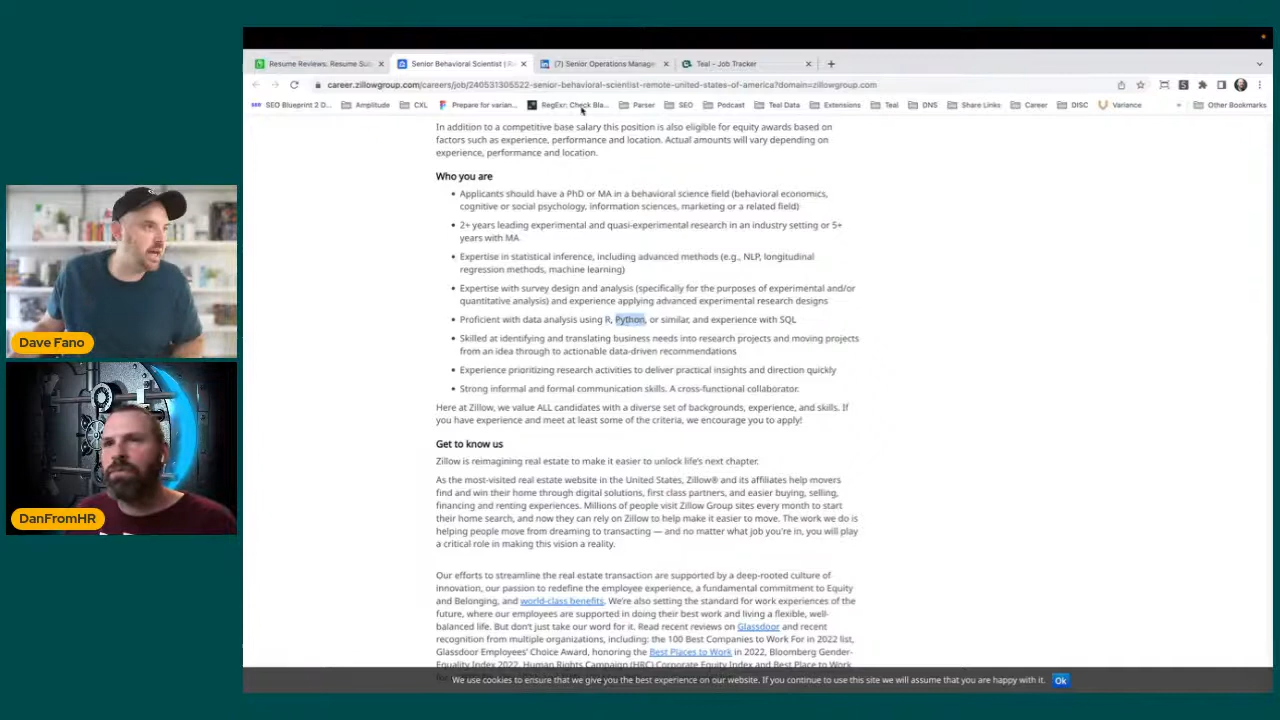 Resume Reviews: Resume Su
Senior Behavioral Scientist | R
(7) Senior Operations Manage
Teal – Job Tracker
career.zillowgroup.com/careers/job/240531305522-senior-behavioral-scientist-remote-united-states-of-america?domain=zillowgroup.com
SEO Blueprint 2 D... Amplitude CXL Prepare for varian... RegExr: Check Bla... Parser SEO Podcast Teal Data Extensions Teal DNS Share Links Career DISC Variance » Other Bookmarks
In addition to a competitive base salary this position is also eligible for equity awards based on
factors such as experience, performance and location. Actual amounts will vary depending on
experience, performance and location.
Who you are
• Applicants should have a PhD or MA in a behavioral science field (behavioral economics,
cognitive or social psychology, information sciences, marketing or a related field)
• 2+ years leading experimental and quasi-experimental research in an industry setting or 5+
years with MA
• Expertise in statistical inference, including advanced methods (e.g., NLP, longitudinal
regression methods, machine learning)
• Expertise with survey design and analysis (specifically for the purposes of experimental and/or
quantitative analysis) and experience applying advanced experimental research designs
• Proficient with data analysis using R, Python, or similar, and experience with SQL
• Skilled at identifying and translating business needs into research projects and moving projects
from an idea through to actionable data-driven recommendations
• Experience prioritizing research activities to deliver practical insights and direction quickly
• Strong informal and formal communication skills. A cross-functional collaborator.
Here at Zillow, we value ALL candidates with a diverse set of backgrounds, experience, and skills. If
you have experience and meet at least some of the criteria, we encourage you to apply!
Get to know us
Zillow is reimagining real estate to make it easier to unlock life's next chapter.
As the most-visited real estate website in the United States, Zillow® and its affiliates help movers
find and win their home through digital solutions, first class partners, and easier buying, selling,
financing and renting experiences. Millions of people visit Zillow Group sites every month to start
their home search, and now they can rely on Zillow to help make it easier to move. The work we do is
helping people move from dreaming to transacting — and no matter what job you're in, you will play
a critical role in making this vision a reality.
Our efforts to streamline the real estate transaction are supported by a deep-rooted culture of
innovation, our passion to redefine the employee experience, a fundamental commitment to Equity
and Belonging, and world-class benefits. We're also setting the standard for work experiences of the
future, where our employees are supported in doing their best work and living a flexible, well-
balanced life. But don't just take our word for it. Read recent reviews on Glassdoor and recent
recognition from multiple organizations, including: the 100 Best Companies to Work For in 2022 list,
Glassdoor Employees' Choice Award, honoring the Best Places to Work in 2022, Bloomberg Gender-
Equality Index 2022, Human Rights Campaign (HRC) Corporate Equity Index and Best Place to Work
We use cookies to ensure that we give you the best experience on our website. If you continue to use this site we will assume that you are happy with it. Ok
Dave Fano
DanFromHR